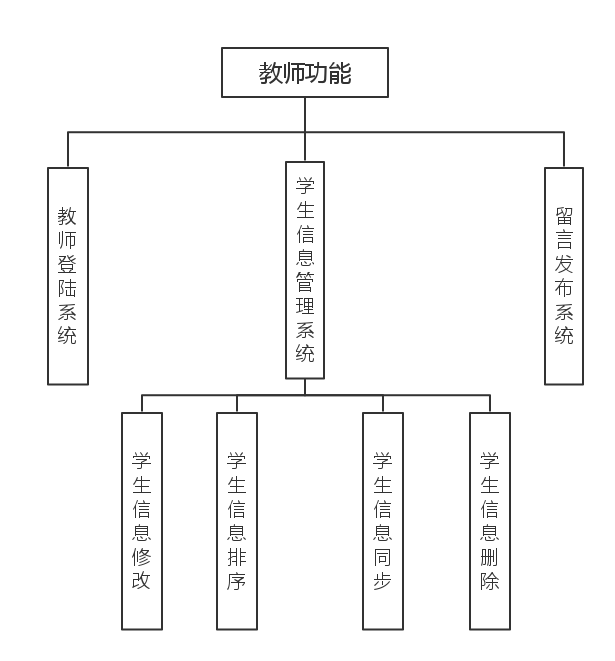 教师功能
教师登陆系统
学生信息管理系统
留言发布系统
学生信息修改
学生信息排序
学生信息同步
学生信息删除